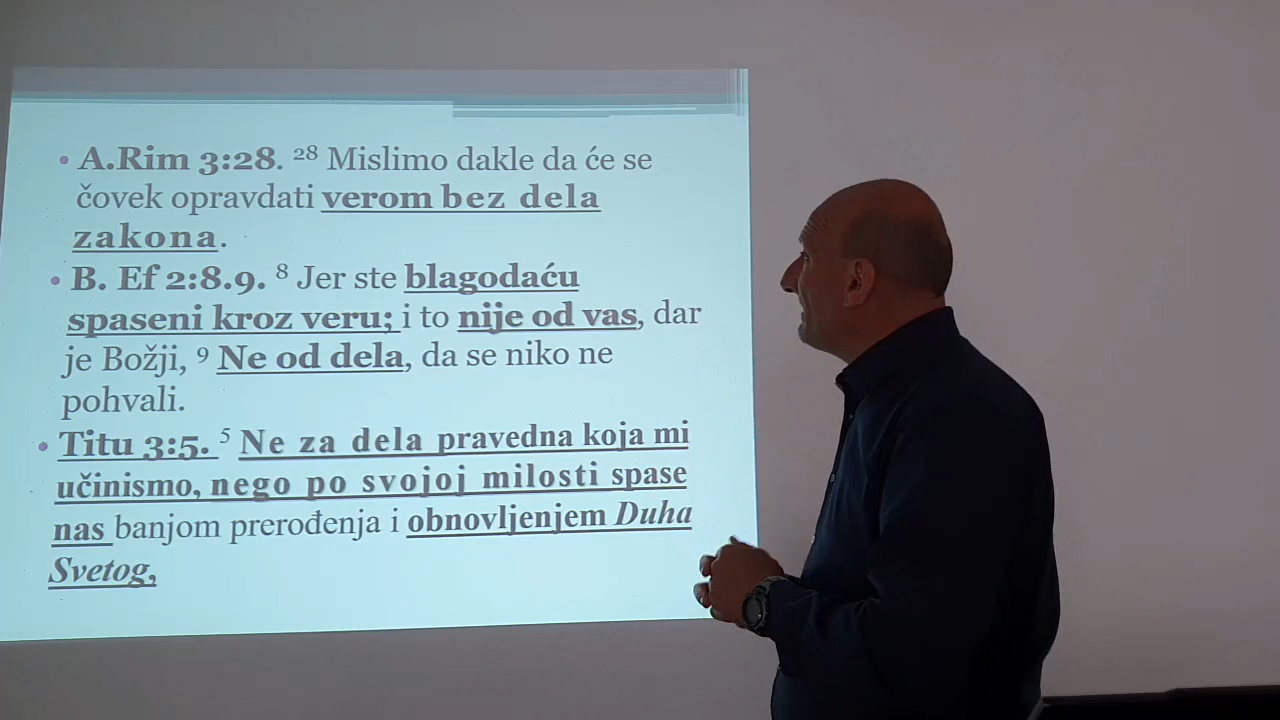 • A.Rim 3:28. ²⁸ Mislimo dakle da će se
čovek opravdati verom bez dela
zakona.
• B. Ef 2:8.9. ⁸ Jer ste blagodaću
spaseni kroz veru; i to nije od vas, dar
je Božji, ⁹ Ne od dela, da se niko ne
pohvali.
• Titu 3:5. ⁵ Ne za dela pravedna koja mi
učinismo, nego po svojoj milosti spase
nas banjom prerođenja i obnovljenjem Duha
Svetog,